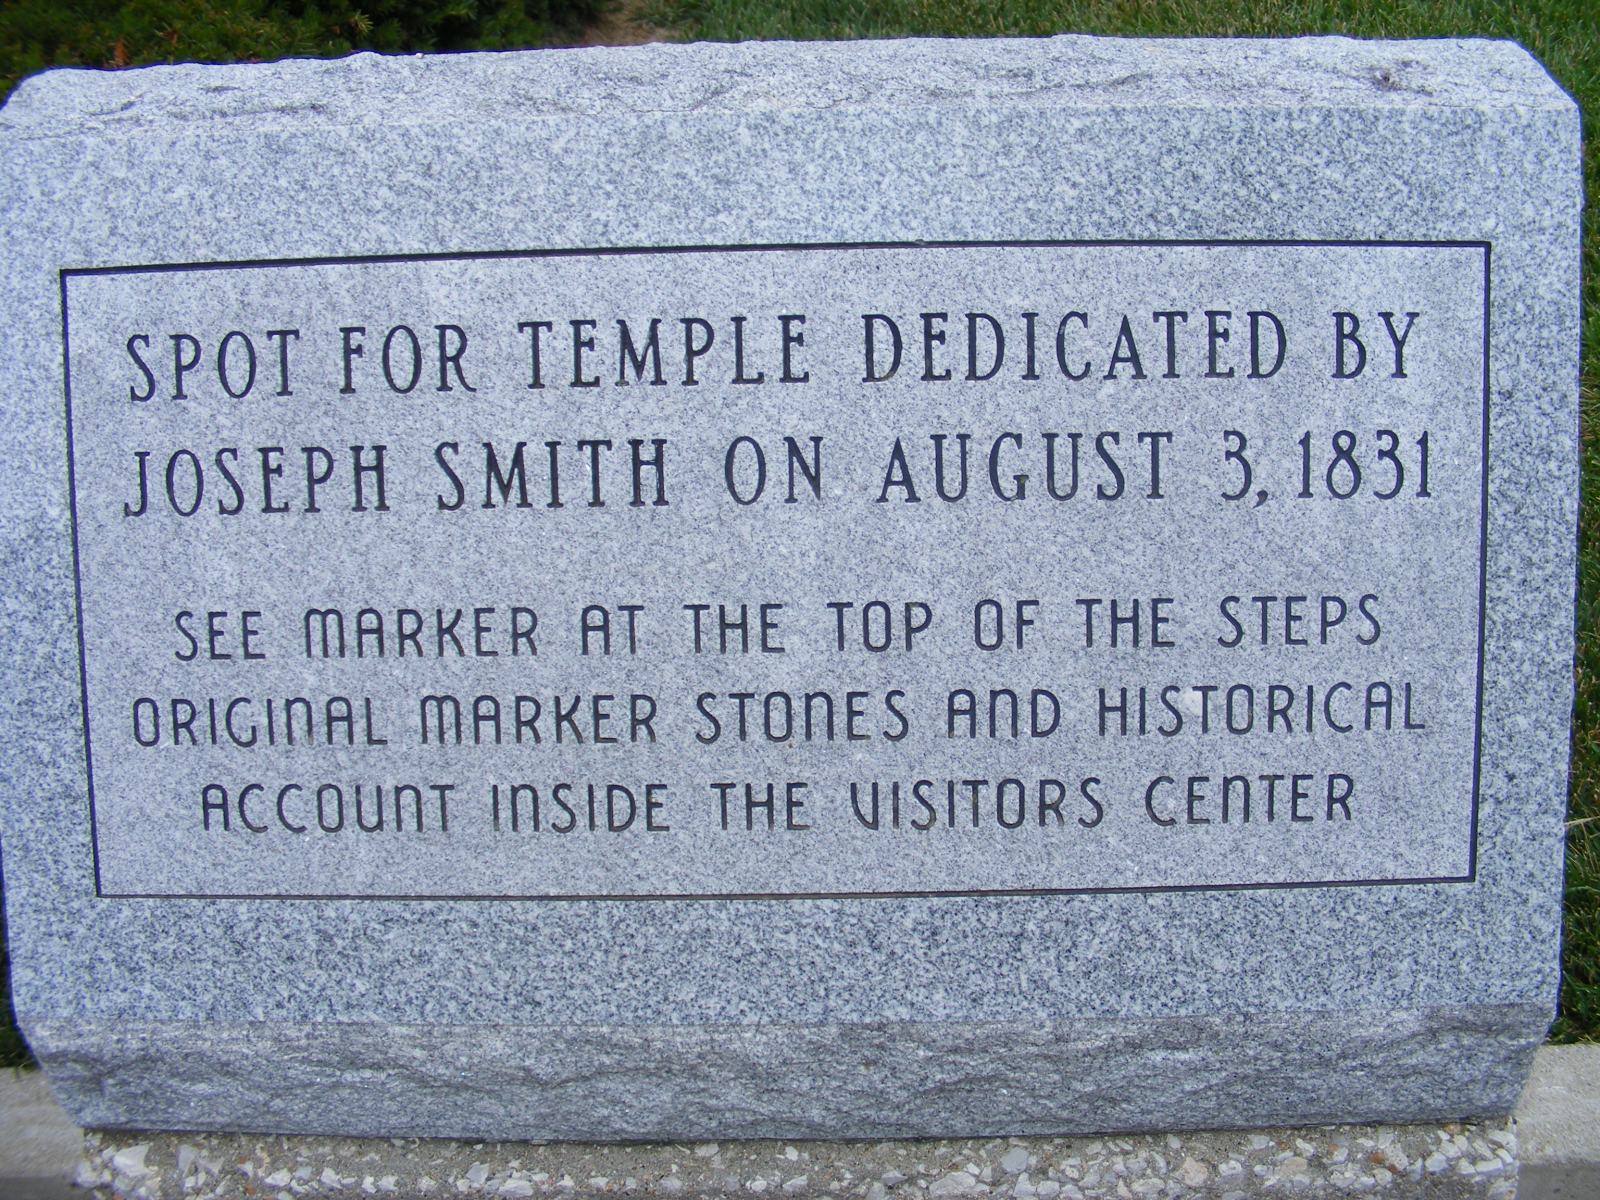 SPOT FOR TEMPLE DEDICATED BY
JOSEPH SMITH ON AUGUST 3, 1831
SEE MARKER AT THE TOP OF THE STEPS
ORIGINAL MARKER STONES AND HISTORICAL
ACCOUNT INSIDE THE VISITORS CENTER